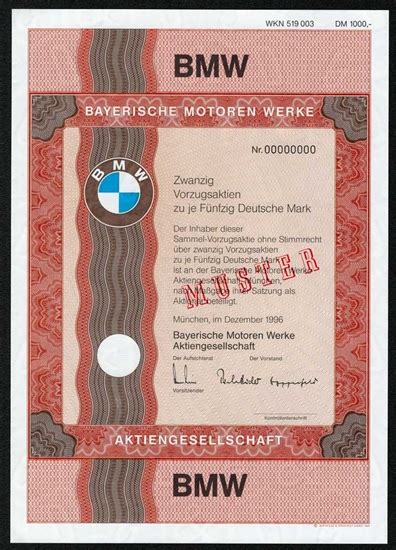 WKN 519 003 DM 1000,-
BMW
BAYERISCHE MOTOREN WERKE
Nr. 00000000
BMW
Zwanzig
Vorzugsaktien
zu je Fünfzig Deutsche Mark
Der Inhaber dieser
Sammel-Vorzugsaktie ohne Stimmrecht
über zwanzig Vorzugsaktien
zu je Fünfzig Deutsche Mark
ist an der Bayerische Motoren Werke
Aktiengesellschaft, München,
nach Maßgabe der Satzung als
Aktionär beteiligt.
MUSTER
München, im Dezember 1996
Bayerische Motoren Werke
Aktiengesellschaft
Der Aufsichtsrat Der Vorstand
Vorsitzender
Kontrollunterschrift
AKTIENGESELLSCHAFT
BMW